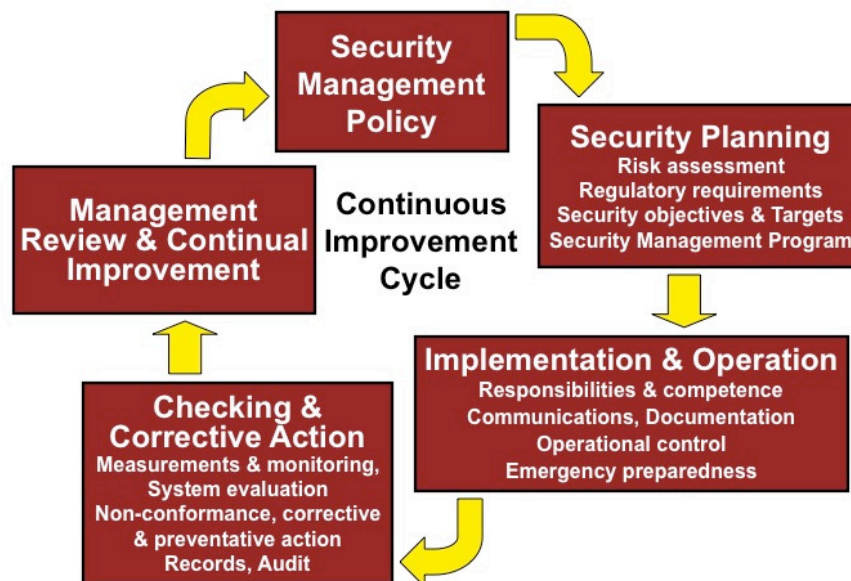 Security
Management
Policy
Security Planning
Risk assessment
Regulatory requirements
Security objectives & Targets
Security Management Program
Implementation & Operation
Responsibilities & competence
Communications, Documentation
Operational control
Emergency preparedness
Checking &
Corrective Action
Measurements & monitoring,
System evaluation
Non-conformance, corrective
& preventative action
Records, Audit
Management
Review & Continual
Improvement
Continuous
Improvement
Cycle